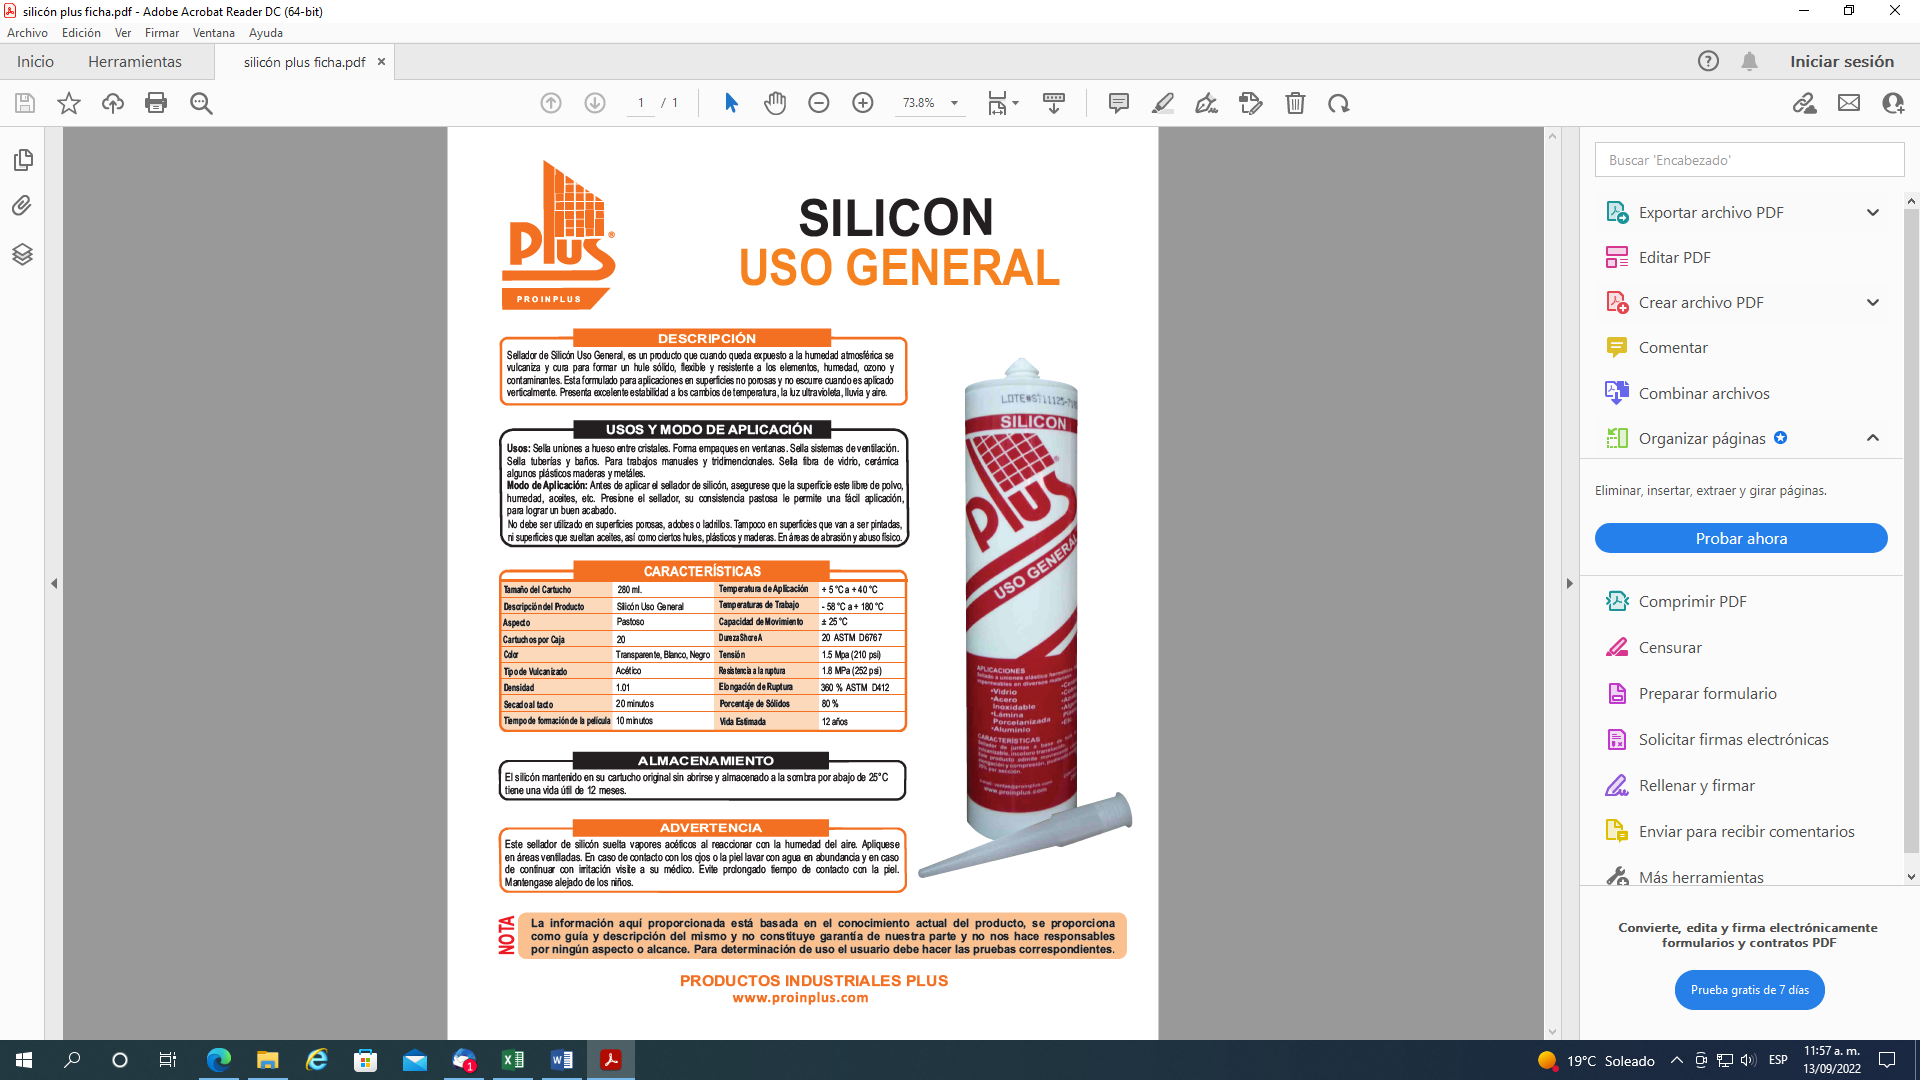 silicón plus ficha.pdf - Adobe Acrobat Reader DC (64-bit)
Archivo Edición Ver Firmar Ventana Ayuda
Inicio Herramientas silicón plus ficha.pdf Iniciar sesión
1 / 1 73.8%
Buscar 'Encabezado'
Exportar archivo PDF
Editar PDF
Crear archivo PDF
Comentar
Combinar archivos
Organizar páginas
Eliminar, insertar, extraer y girar páginas.
Probar ahora
Comprimir PDF
Censurar
Preparar formulario
Solicitar firmas electrónicas
Rellenar y firmar
Enviar para recibir comentarios
Más herramientas
Convierte, edita y firma electrónicamente
formularios y contratos PDF
Prueba gratis de 7 días
Plus®
PROINPLUS
SILICON
USO GENERAL
DESCRIPCIÓN
Sellador de Silicón Uso General, es un producto que cuando queda expuesto a la humedad atmosférica se
vulcaniza y cura para formar un hule sólido, flexible y resistente a los elementos, humedad, ozono y
contaminantes. Esta formulado para aplicaciones en superficies no porosas y no escurre cuando es aplicado
verticalmente. Presenta excelente estabilidad a los cambios de temperatura, la luz ultravioleta, lluvia y aire.
USOS Y MODO DE APLICACIÓN
Usos: Sella uniones a hueso entre cristales. Forma empaques en ventanas. Sella sistemas de ventilación.
Sella tuberías y baños. Para trabajos manuales y tridimencionales. Sella fibra de vidrio, cerámica
algunos plásticos maderas y metáles.
Modo de Aplicación: Antes de aplicar el sellador de silicón, asegurese que la superficie este libre de polvo,
humedad, aceites, etc. Presione el sellador, su consistencia pastosa le permite una fácil aplicación,
para lograr un buen acabado.
No debe ser utilizado en superficies porosas, adobes o ladrillos. Tampoco en superficies que van a ser pintadas,
ni superficies que sueltan aceites, así como ciertos hules, plásticos y maderas. En áreas de abrasión y abuso físico.
CARACTERÍSTICAS
Tamaño del Cartucho 280 ml. Temperatura de Aplicación + 5 °C a + 40 °C
Descripción del Producto Silicón Uso General Temperaturas de Trabajo - 58 °C a + 180 °C
Aspecto Pastoso Capacidad de Movimiento ± 25 °C
Cartuchos por Caja 20 Dureza Shore A 20 ASTM D6767
Color Transparente, Blanco, Negro Tensión 1.5 Mpa (210 psi)
Tipo de Vulcanizado Acético Resistencia a la ruptura 1.8 MPa (252 psi)
Densidad 1.01 Elongación de Ruptura 360 % ASTM D412
Secado al tacto 20 minutos Porcentaje de Sólidos 80 %
Tiempo de formación de la película 10 minutos Vida Estimada 12 años
ALMACENAMIENTO
El silicón mantenido en su cartucho original sin abrirse y almacenado a la sombra por abajo de 25°C
tiene una vida útil de 12 meses.
ADVERTENCIA
Este sellador de silicón suelta vapores acéticos al reaccionar con la humedad del aire. Aplíquese
en áreas ventiladas. En caso de contacto con los ojos o la piel lavar con agua en abundancia y en caso
de continuar con irritación visite a su médico. Evite prolongado tiempo de contacto con la piel.
Mantengase alejado de los niños.
SILICON
Plus
USO GENERAL
APLICACIONES
•Vidrio
•Acero
Inoxidable
•Lámina
Porcelanizada
•Aluminio
CARACTERÍSTICAS
www.proinplus.com
NOTA
La información aquí proporcionada está basada en el conocimiento actual del producto, se proporciona
como guía y descripción del mismo y no constituye garantía de nuestra parte y no nos hace responsables
por ningún aspecto o alcance. Para determinación de uso el usuario debe hacer las pruebas correspondientes.
PRODUCTOS INDUSTRIALES PLUS
www.proinplus.com
1
19°C Soleado ESP 11:57 a. m.
13/09/2022